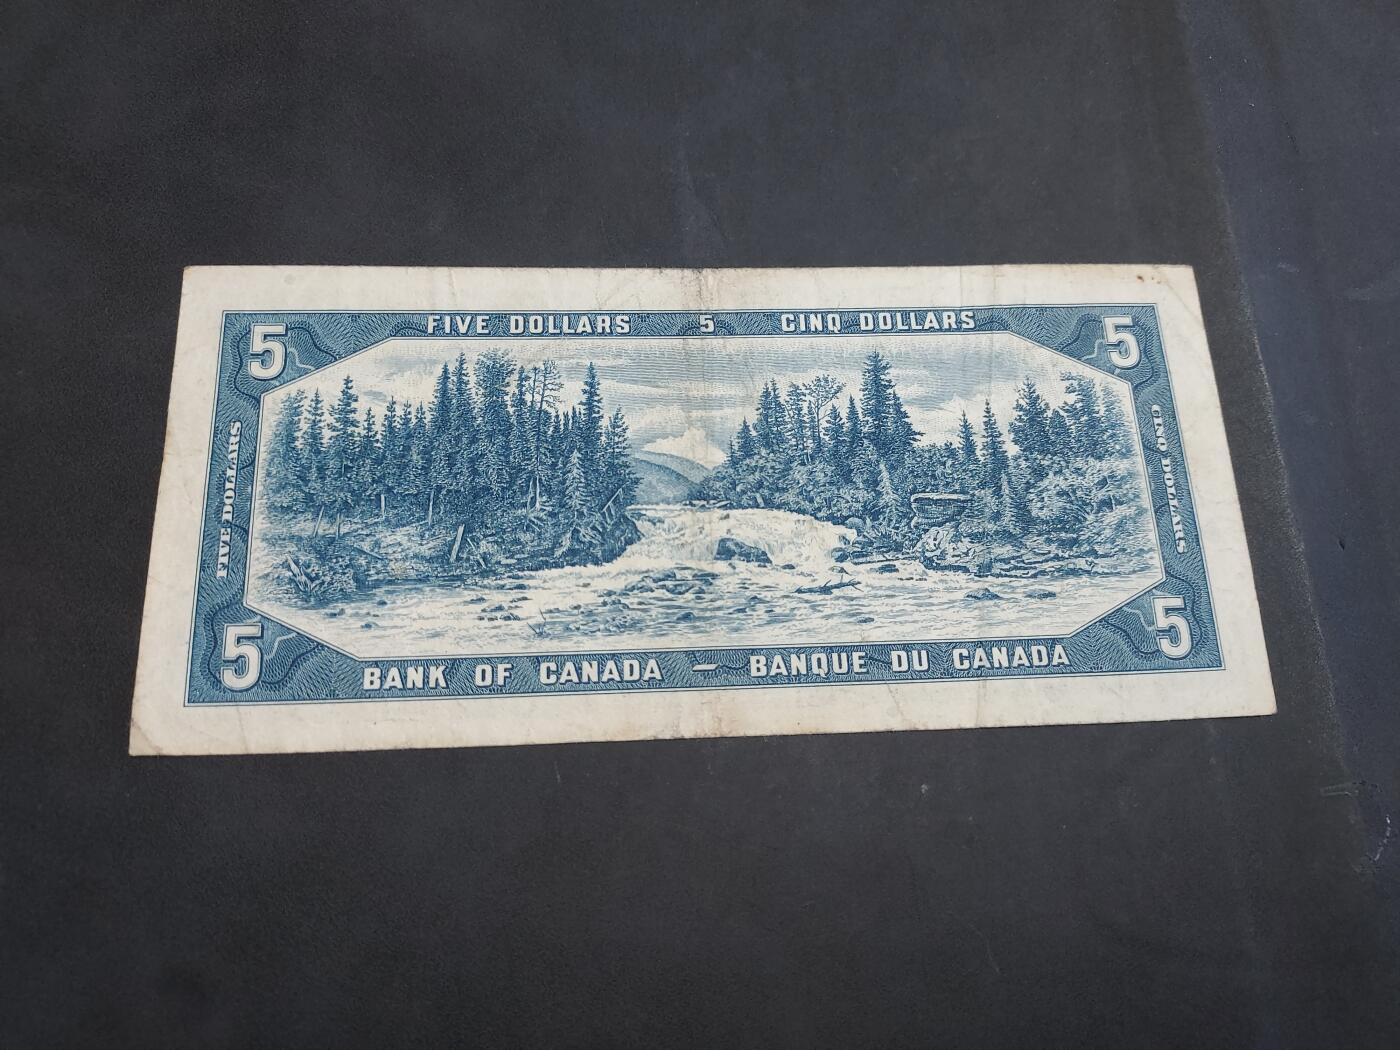 FIVE DOLLARS 5 CINQ DOLLARS
5 5
FIVE DOLLARS
CINQ DOLLARS
5 5
BANK OF CANADA – BANQUE DU CANADA